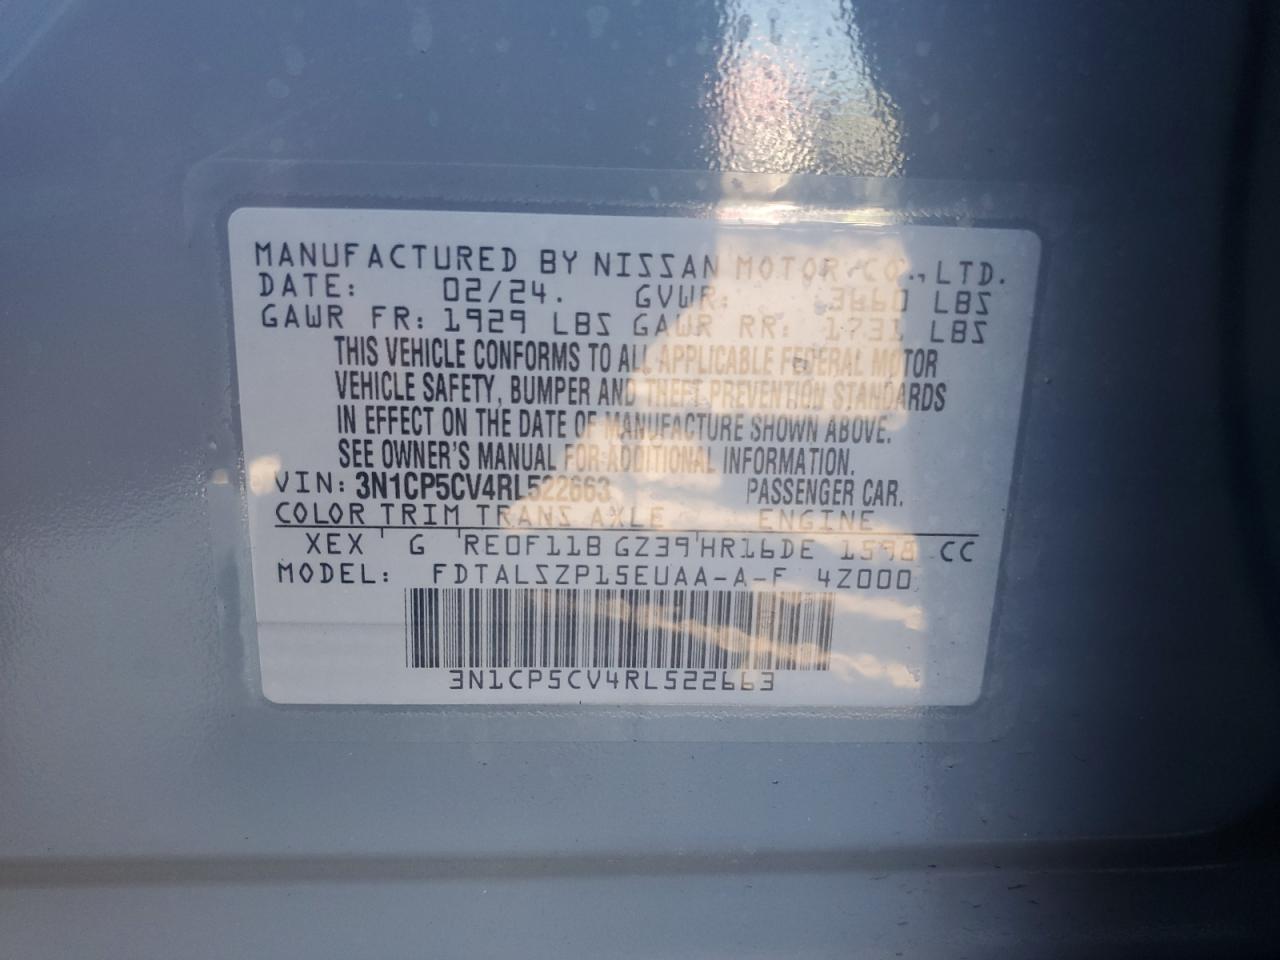 MANUFACTURED BY NISSAN MOTOR CO., LTD.
DATE: 02/24. GVWR: 3860 LBS
GAWR FR: 1929 LBS GAWR RR: 1731 LBS
THIS VEHICLE CONFORMS TO ALL APPLICABLE FEDERAL MOTOR
VEHICLE SAFETY, BUMPER AND THEFT PREVENTION STANDARDS
IN EFFECT ON THE DATE OF MANUFACTURE SHOWN ABOVE.
SEE OWNER'S MANUAL FOR ADDITIONAL INFORMATION.
VIN: 3N1CP5CV4RL522663 PASSENGER CAR.
COLOR TRIM TRANS AXLE ENGINE
XEX G RE0F11B GZ39 HR16DE 1598 CC
MODEL: FDTALSZP15EUAA-A-F 4Z000
3N1CP5CV4RL522663